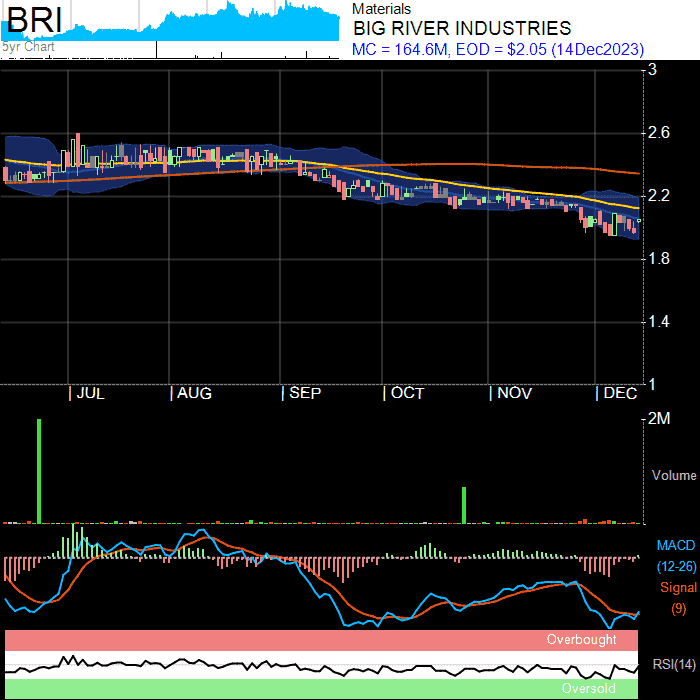 BRI
5yr Chart
Materials
BIG RIVER INDUSTRIES
MC = 164.6M, EOD = $2.05 (14Dec2023)
3
2.6
2.2
1.8
1.4
1
JUL AUG SEP OCT NOV DEC
2M
Volume
MACD
(12-26)
Signal
(9)
Overbought
RSI(14)
Oversold